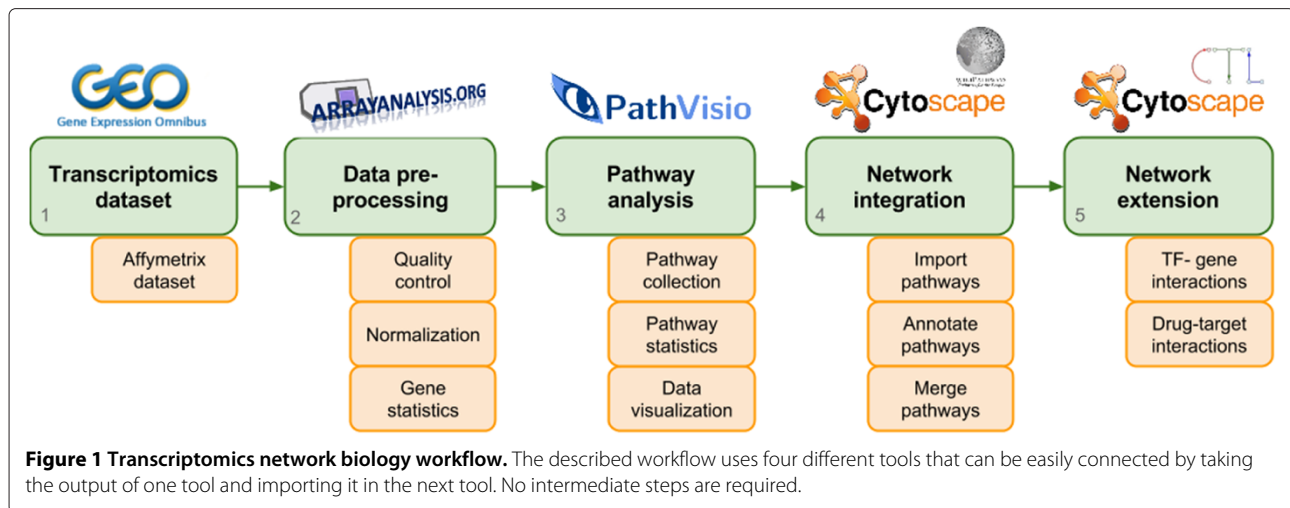 GEO
Gene Expression Omnibus
ARRAYANALYSIS.ORG
PathVisio
WIKIPATHWAYS
Cytoscape
Cytoscape
Transcriptomics
dataset
1
Data pre-
processing
2
Pathway
analysis
3
Network
integration
4
Network
extension
5
Affymetrix
dataset
Quality
control
Normalization
Gene
statistics
Pathway
collection
Pathway
statistics
Data
visualization
Import
pathways
Annotate
pathways
Merge
pathways
TF- gene
interactions
Drug-target
interactions
Figure 1 Transcriptomics network biology workflow. The described workflow uses four different tools that can be easily connected by taking
the output of one tool and importing it in the next tool. No intermediate steps are required.